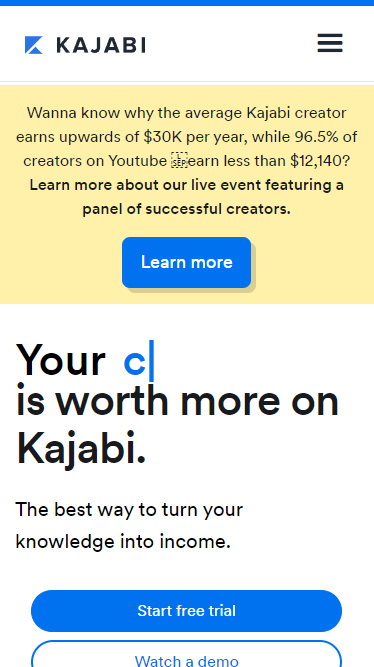 KAJABI
Wanna know why the average Kajabi creator
earns upwards of $30K per year, while 96.5% of
creators on Youtube earn less than $12,140?
Learn more about our live event featuring a
panel of successful creators.
Learn more
Your c|
is worth more on
Kajabi.
The best way to turn your
knowledge into income.
Start free trial
Watch a demo